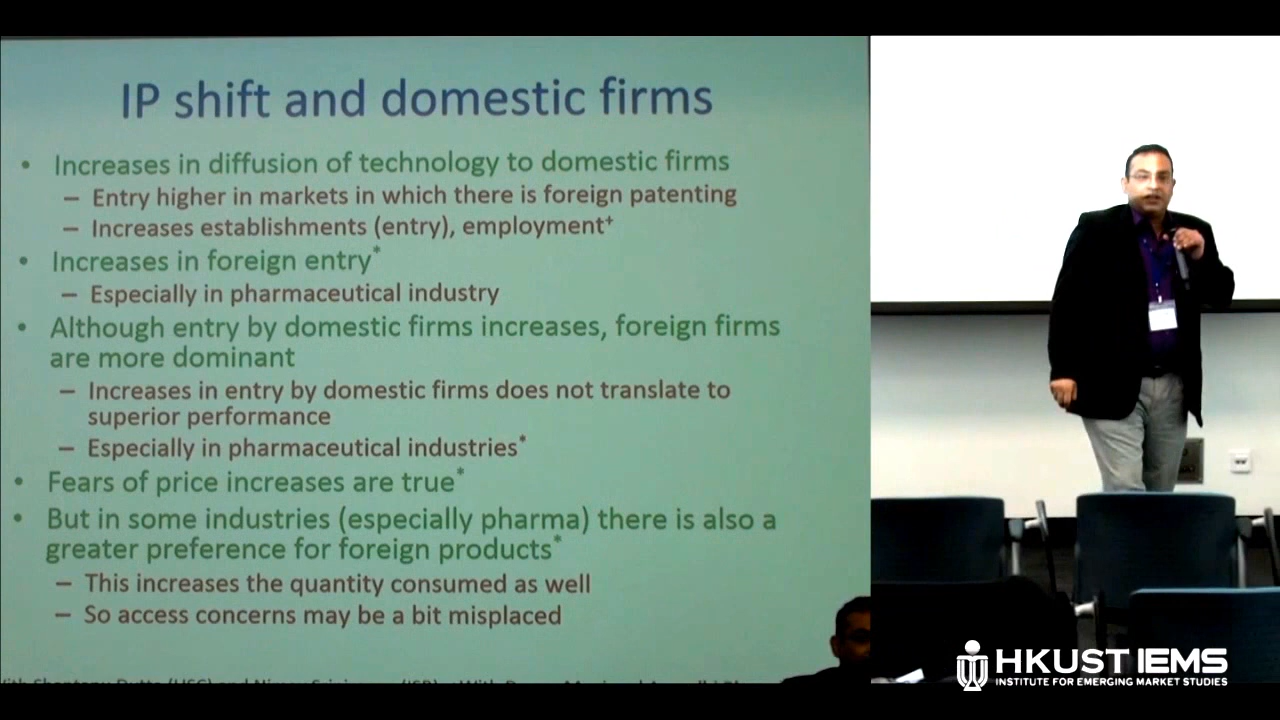 IP shift and domestic firms
• Increases in diffusion of technology to domestic firms
– Entry higher in markets in which there is foreign patenting
– Increases establishments (entry), employment+
• Increases in foreign entry*
– Especially in pharmaceutical industry
• Although entry by domestic firms increases, foreign firms
are more dominant
– Increases in entry by domestic firms does not translate to
superior performance
– Especially in pharmaceutical industries*
• Fears of price increases are true*
• But in some industries (especially pharma) there is also a
greater preference for foreign products*
– This increases the quantity consumed as well
– So access concerns may be a bit misplaced
HKUST IEMS
INSTITUTE FOR EMERGING MARKET STUDIES